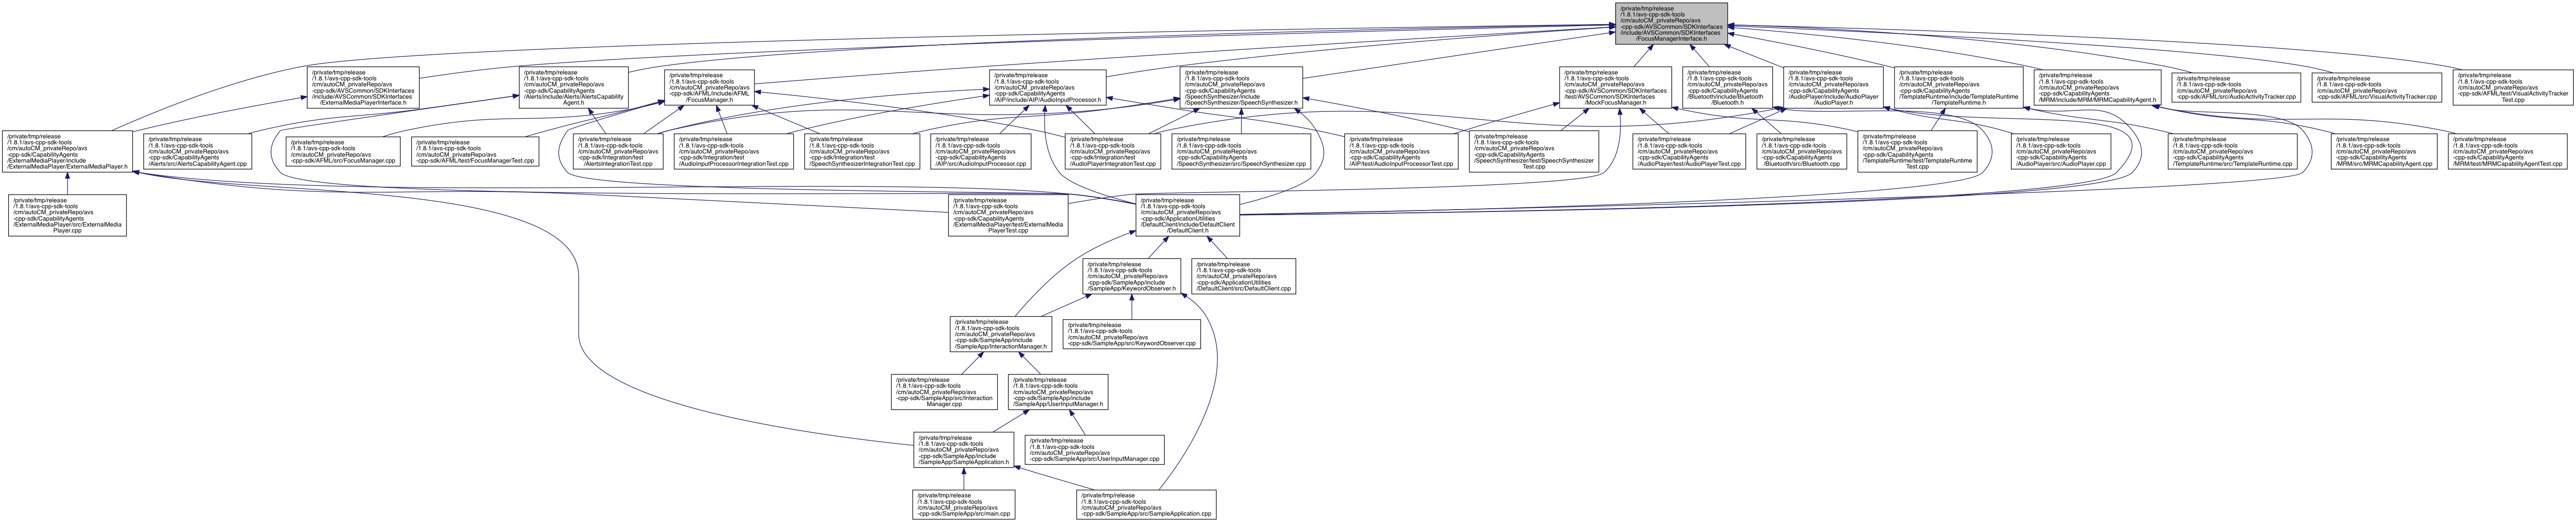 /private/tmp/release
/1.8.1/avs-cpp-sdk-tools
/cm/autoCM_privateRepo/avs
-cpp-sdk/AVSCommon/SDKInterfaces
/include/AVSCommon/SDKInterfaces
/FocusManagerInterface.h
/private/tmp/release
/1.8.1/avs-cpp-sdk-tools
/cm/autoCM_privateRepo/avs
-cpp-sdk/AVSCommon/SDKInterfaces
/include/AVSCommon/SDKInterfaces
/ExternalMediaPlayerInterface.h
/private/tmp/release
/1.8.1/avs-cpp-sdk-tools
/cm/autoCM_privateRepo/avs
-cpp-sdk/CapabilityAgents
/Alerts/include/Alerts/AlertsCapability
Agent.h
/private/tmp/release
/1.8.1/avs-cpp-sdk-tools
/cm/autoCM_privateRepo/avs
-cpp-sdk/AFML/include/AFML
/FocusManager.h
/private/tmp/release
/1.8.1/avs-cpp-sdk-tools
/cm/autoCM_privateRepo/avs
-cpp-sdk/CapabilityAgents
/AIP/include/AIP/AudioInputProcessor.h
/private/tmp/release
/1.8.1/avs-cpp-sdk-tools
/cm/autoCM_privateRepo/avs
-cpp-sdk/CapabilityAgents
/SpeechSynthesizer/include
/SpeechSynthesizer/SpeechSynthesizer.h
/private/tmp/release
/1.8.1/avs-cpp-sdk-tools
/cm/autoCM_privateRepo/avs
-cpp-sdk/AVSCommon/SDKInterfaces
/test/AVSCommon/SDKInterfaces
/MockFocusManager.h
/private/tmp/release
/1.8.1/avs-cpp-sdk-tools
/cm/autoCM_privateRepo/avs
-cpp-sdk/CapabilityAgents
/Bluetooth/include/Bluetooth
/Bluetooth.h
/private/tmp/release
/1.8.1/avs-cpp-sdk-tools
/cm/autoCM_privateRepo/avs
-cpp-sdk/CapabilityAgents
/AudioPlayer/include/AudioPlayer
/AudioPlayer.h
/private/tmp/release
/1.8.1/avs-cpp-sdk-tools
/cm/autoCM_privateRepo/avs
-cpp-sdk/CapabilityAgents
/TemplateRuntime/include/TemplateRuntime
/TemplateRuntime.h
/private/tmp/release
/1.8.1/avs-cpp-sdk-tools
/cm/autoCM_privateRepo/avs
-cpp-sdk/CapabilityAgents
/MRM/include/MRM/MRMCapabilityAgent.h
/private/tmp/release
/1.8.1/avs-cpp-sdk-tools
/cm/autoCM_privateRepo/avs
-cpp-sdk/AFML/src/AudioActivityTracker.cpp
/private/tmp/release
/1.8.1/avs-cpp-sdk-tools
/cm/autoCM_privateRepo/avs
-cpp-sdk/AFML/src/VisualActivityTracker.cpp
/private/tmp/release
/1.8.1/avs-cpp-sdk-tools
/cm/autoCM_privateRepo/avs
-cpp-sdk/AFML/test/VisualActivityTracker
Test.cpp
/private/tmp/release
/1.8.1/avs-cpp-sdk-tools
/cm/autoCM_privateRepo/avs
-cpp-sdk/CapabilityAgents
/ExternalMediaPlayer/include
/ExternalMediaPlayer/ExternalMediaPlayer.h
/private/tmp/release
/1.8.1/avs-cpp-sdk-tools
/cm/autoCM_privateRepo/avs
-cpp-sdk/CapabilityAgents
/Alerts/src/AlertsCapabilityAgent.cpp
/private/tmp/release
/1.8.1/avs-cpp-sdk-tools
/cm/autoCM_privateRepo/avs
-cpp-sdk/AFML/src/FocusManager.cpp
/private/tmp/release
/1.8.1/avs-cpp-sdk-tools
/cm/autoCM_privateRepo/avs
-cpp-sdk/AFML/test/FocusManagerTest.cpp
/private/tmp/release
/1.8.1/avs-cpp-sdk-tools
/cm/autoCM_privateRepo/avs
-cpp-sdk/Integration/test
/AlertsIntegrationTest.cpp
/private/tmp/release
/1.8.1/avs-cpp-sdk-tools
/cm/autoCM_privateRepo/avs
-cpp-sdk/Integration/test
/AudioInputProcessorIntegrationTest.cpp
/private/tmp/release
/1.8.1/avs-cpp-sdk-tools
/cm/autoCM_privateRepo/avs
-cpp-sdk/Integration/test
/SpeechSynthesizerIntegrationTest.cpp
/private/tmp/release
/1.8.1/avs-cpp-sdk-tools
/cm/autoCM_privateRepo/avs
-cpp-sdk/CapabilityAgents
/AIP/src/AudioInputProcessor.cpp
/private/tmp/release
/1.8.1/avs-cpp-sdk-tools
/cm/autoCM_privateRepo/avs
-cpp-sdk/Integration/test
/AudioPlayerIntegrationTest.cpp
/private/tmp/release
/1.8.1/avs-cpp-sdk-tools
/cm/autoCM_privateRepo/avs
-cpp-sdk/CapabilityAgents
/SpeechSynthesizer/src/SpeechSynthesizer.cpp
/private/tmp/release
/1.8.1/avs-cpp-sdk-tools
/cm/autoCM_privateRepo/avs
-cpp-sdk/CapabilityAgents
/AIP/test/AudioInputProcessorTest.cpp
/private/tmp/release
/1.8.1/avs-cpp-sdk-tools
/cm/autoCM_privateRepo/avs
-cpp-sdk/CapabilityAgents
/SpeechSynthesizer/test/SpeechSynthesizer
Test.cpp
/private/tmp/release
/1.8.1/avs-cpp-sdk-tools
/cm/autoCM_privateRepo/avs
-cpp-sdk/CapabilityAgents
/AudioPlayer/test/AudioPlayerTest.cpp
/private/tmp/release
/1.8.1/avs-cpp-sdk-tools
/cm/autoCM_privateRepo/avs
-cpp-sdk/CapabilityAgents
/Bluetooth/src/Bluetooth.cpp
/private/tmp/release
/1.8.1/avs-cpp-sdk-tools
/cm/autoCM_privateRepo/avs
-cpp-sdk/CapabilityAgents
/TemplateRuntime/test/TemplateRuntime
Test.cpp
/private/tmp/release
/1.8.1/avs-cpp-sdk-tools
/cm/autoCM_privateRepo/avs
-cpp-sdk/CapabilityAgents
/AudioPlayer/src/AudioPlayer.cpp
/private/tmp/release
/1.8.1/avs-cpp-sdk-tools
/cm/autoCM_privateRepo/avs
-cpp-sdk/CapabilityAgents
/TemplateRuntime/src/TemplateRuntime.cpp
/private/tmp/release
/1.8.1/avs-cpp-sdk-tools
/cm/autoCM_privateRepo/avs
-cpp-sdk/CapabilityAgents
/MRM/src/MRMCapabilityAgent.cpp
/private/tmp/release
/1.8.1/avs-cpp-sdk-tools
/cm/autoCM_privateRepo/avs
-cpp-sdk/CapabilityAgents
/MRM/test/MRMCapabilityAgentTest.cpp
/private/tmp/release
/1.8.1/avs-cpp-sdk-tools
/cm/autoCM_privateRepo/avs
-cpp-sdk/CapabilityAgents
/ExternalMediaPlayer/src/ExternalMedia
Player.cpp
/private/tmp/release
/1.8.1/avs-cpp-sdk-tools
/cm/autoCM_privateRepo/avs
-cpp-sdk/CapabilityAgents
/ExternalMediaPlayer/test/ExternalMedia
PlayerTest.cpp
/private/tmp/release
/1.8.1/avs-cpp-sdk-tools
/cm/autoCM_privateRepo/avs
-cpp-sdk/ApplicationUtilities
/DefaultClient/include/DefaultClient
/DefaultClient.h
/private/tmp/release
/1.8.1/avs-cpp-sdk-tools
/cm/autoCM_privateRepo/avs
-cpp-sdk/SampleApp/include
/SampleApp/KeywordObserver.h
/private/tmp/release
/1.8.1/avs-cpp-sdk-tools
/cm/autoCM_privateRepo/avs
-cpp-sdk/ApplicationUtilities
/DefaultClient/src/DefaultClient.cpp
/private/tmp/release
/1.8.1/avs-cpp-sdk-tools
/cm/autoCM_privateRepo/avs
-cpp-sdk/SampleApp/include
/SampleApp/InteractionManager.h
/private/tmp/release
/1.8.1/avs-cpp-sdk-tools
/cm/autoCM_privateRepo/avs
-cpp-sdk/SampleApp/src/KeywordObserver.cpp
/private/tmp/release
/1.8.1/avs-cpp-sdk-tools
/cm/autoCM_privateRepo/avs
-cpp-sdk/SampleApp/src/Interaction
Manager.cpp
/private/tmp/release
/1.8.1/avs-cpp-sdk-tools
/cm/autoCM_privateRepo/avs
-cpp-sdk/SampleApp/include
/SampleApp/UserInputManager.h
/private/tmp/release
/1.8.1/avs-cpp-sdk-tools
/cm/autoCM_privateRepo/avs
-cpp-sdk/SampleApp/include
/SampleApp/SampleApplication.h
/private/tmp/release
/1.8.1/avs-cpp-sdk-tools
/cm/autoCM_privateRepo/avs
-cpp-sdk/SampleApp/src/UserInputManager.cpp
/private/tmp/release
/1.8.1/avs-cpp-sdk-tools
/cm/autoCM_privateRepo/avs
-cpp-sdk/SampleApp/src/main.cpp
/private/tmp/release
/1.8.1/avs-cpp-sdk-tools
/cm/autoCM_privateRepo/avs
-cpp-sdk/SampleApp/src/SampleApplication.cpp